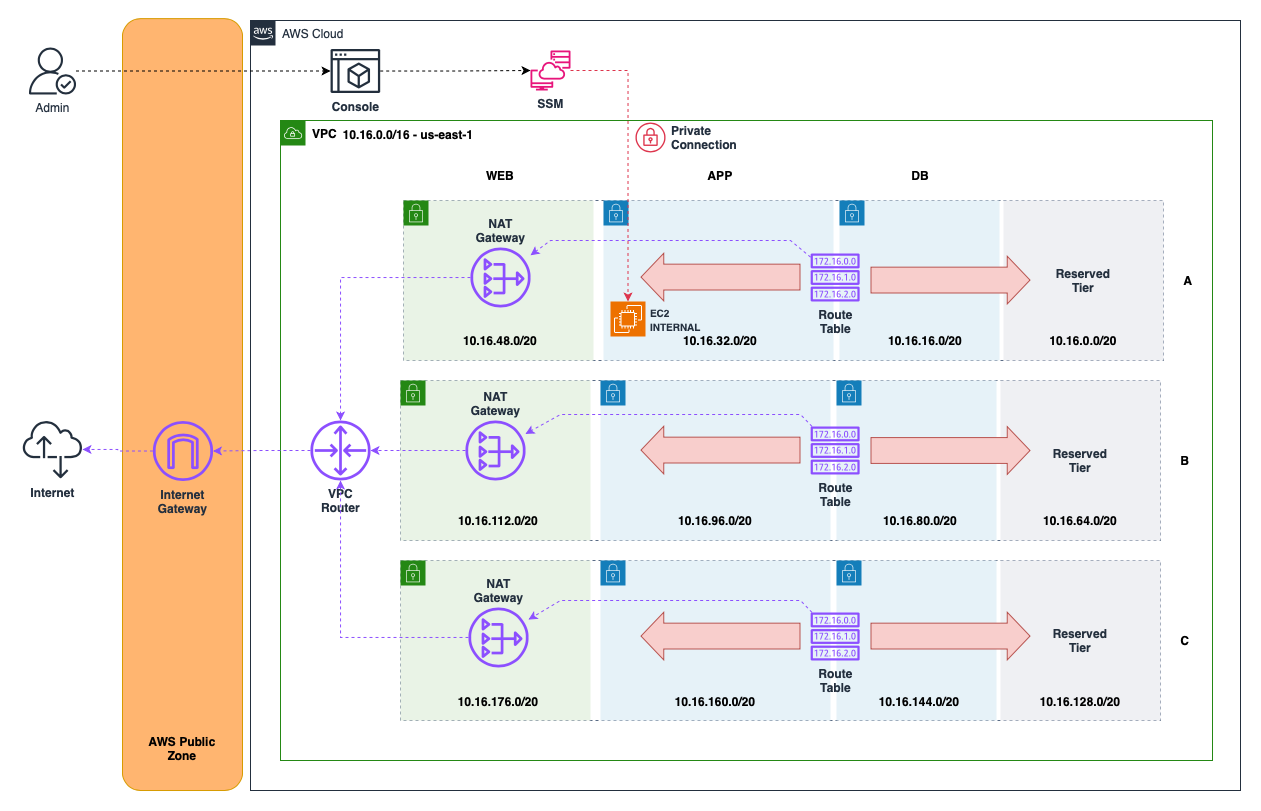 aws
AWS Cloud
Admin
Console
SSM
VPC 10.16.0.0/16 - us-east-1
Private
Connection
WEB
APP
DB
NAT
Gateway
172.16.0.0
172.16.1.0
172.16.2.0
Route
Table
Reserved
Tier
A
EC2
INTERNAL
10.16.48.0/20
10.16.32.0/20
10.16.16.0/20
10.16.0.0/20
NAT
Gateway
172.16.0.0
172.16.1.0
172.16.2.0
Route
Table
Reserved
Tier
B
Internet
Internet
Gateway
VPC
Router
10.16.112.0/20
10.16.96.0/20
10.16.80.0/20
10.16.64.0/20
NAT
Gateway
172.16.0.0
172.16.1.0
172.16.2.0
Route
Table
Reserved
Tier
C
10.16.176.0/20
10.16.160.0/20
10.16.144.0/20
10.16.128.0/20
AWS Public
Zone